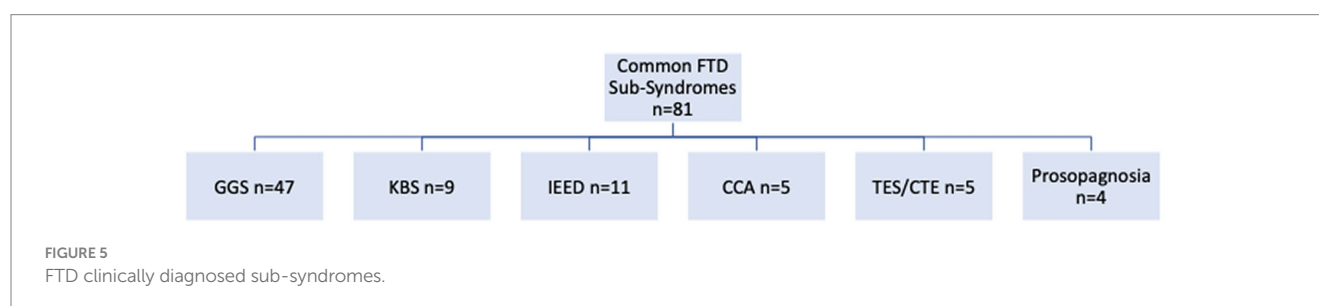 Common FTD
Sub-Syndromes
n=81
GGS n=47
KBS n=9
IEED n=11
CCA n=5
TES/CTE n=5
Prosopagnosia
n=4
FIGURE 5
FTD clinically diagnosed sub-syndromes.